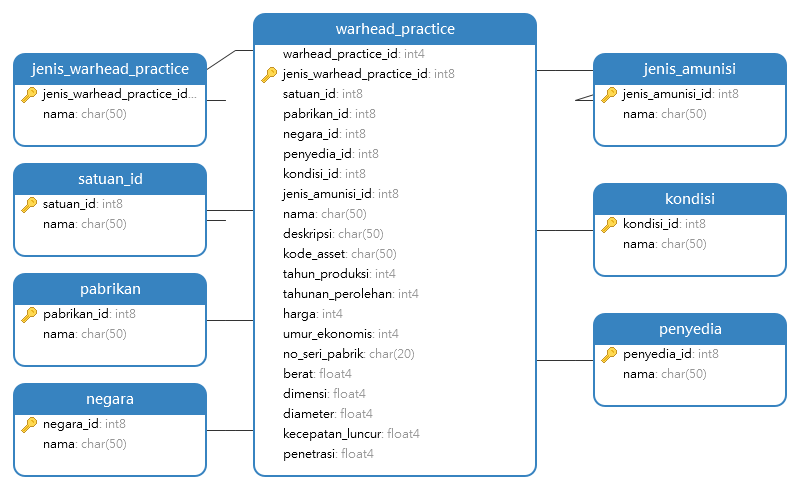 warhead_practice
warhead_practice_id: int4
jenis_warhead_practice_id: int8
satuan_id: int8
pabrikan_id: int8
negara_id: int8
penyedia_id: int8
kondisi_id: int8
jenis_amunisi_id: int8
nama: char(50)
deskripsi: char(50)
kode_asset: char(50)
tahun_produksi: int4
tahunan_perolehan: int4
harga: int4
umur_ekonomis: int4
no_seri_pabrik: char(20)
berat: float4
dimensi: float4
diameter: float4
kecepatan_luncur: float4
penetrasi: float4
jenis_warhead_practice
jenis_warhead_practice_id...
nama: char(50)
satuan_id
satuan_id: int8
nama: char(50)
pabrikan
pabrikan_id: int8
nama: char(50)
negara
negara_id: int8
nama: char(50)
jenis_amunisi
jenis_amunisi_id: int8
nama: char(50)
kondisi
kondisi_id: int8
nama: char(50)
penyedia
penyedia_id: int8
nama: char(50)